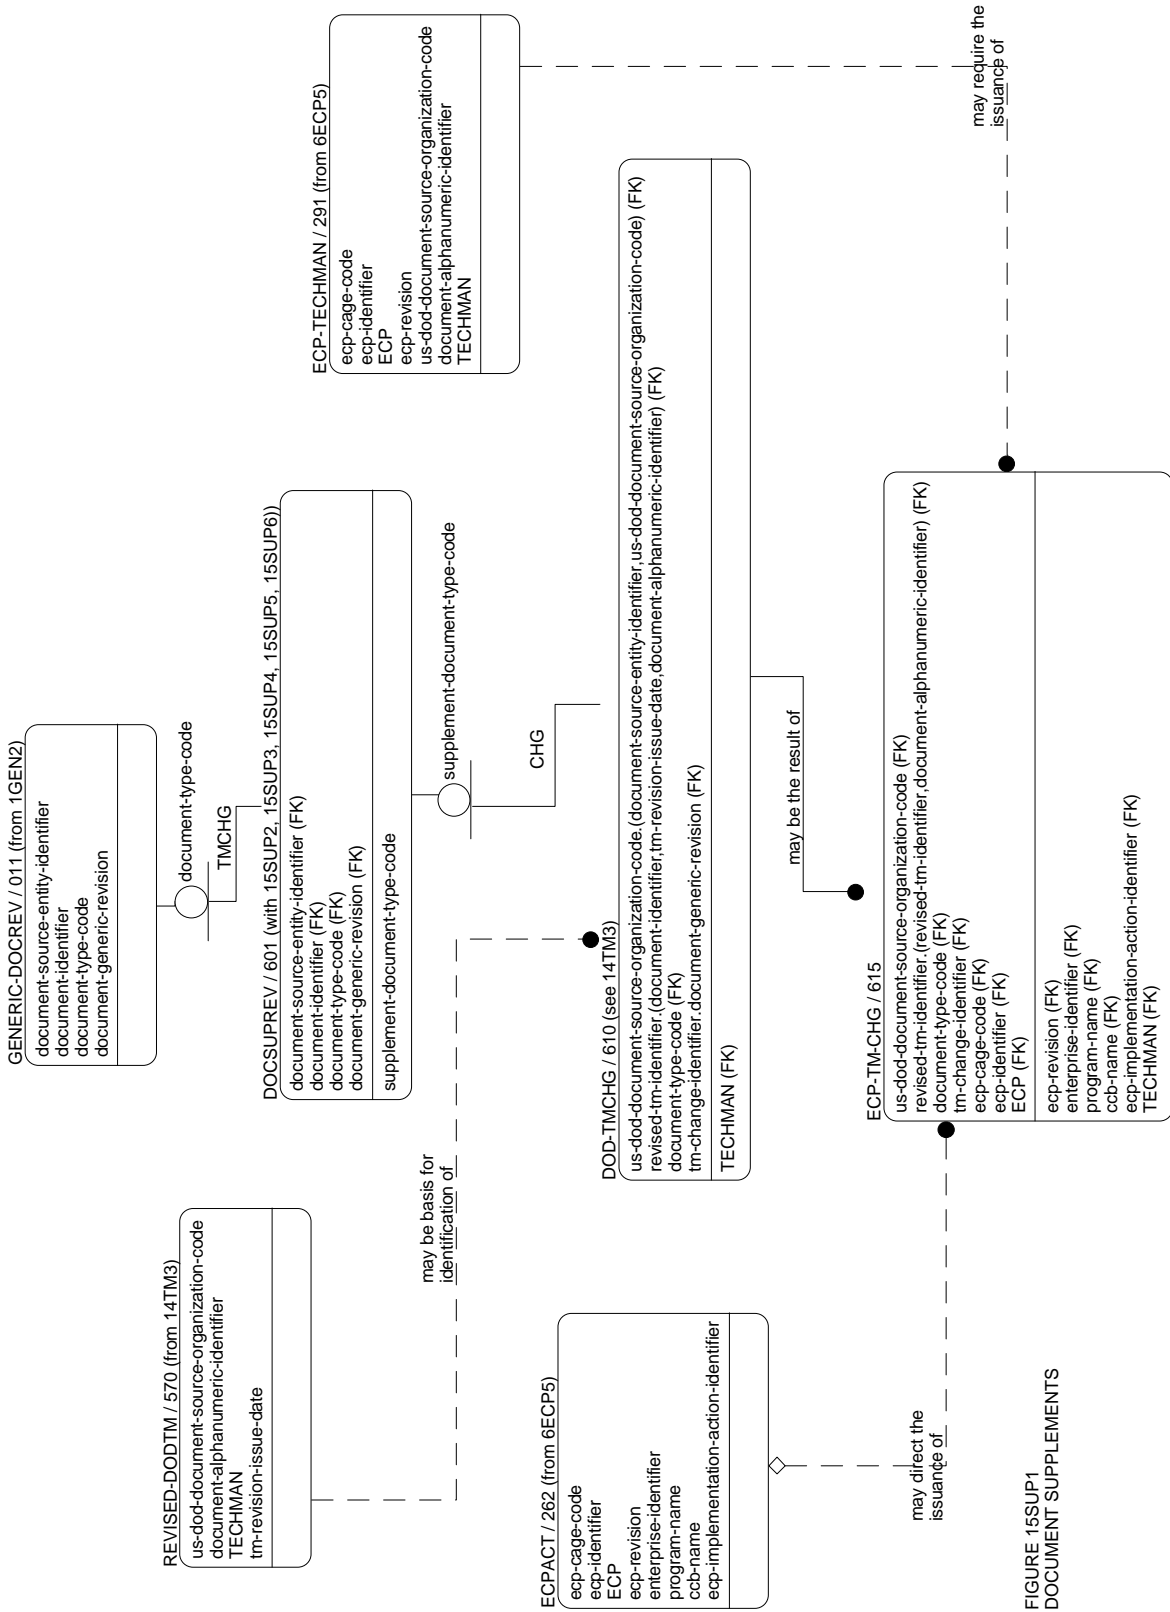 GENERIC-DOCREV / 011 (from 1GEN2)
document-source-entity-identifier
document-identifier
document-type-code
document-generic-revision
document-type-code
TMCHG
REVISED-DODTM / 570 (from 14TM3)
us-dod-document-source-organization-code
document-alphanumeric-identifier
TECHMAN
tm-revision-issue-date
DOCSUPREV / 601 (with 15SUP2, 15SUP3, 15SUP4, 15SUP5, 15SUP6))
document-source-entity-identifier (FK)
document-identifier (FK)
document-type-code (FK)
document-generic-revision (FK)
supplement-document-type-code
ECP-TECHMAN / 291 (from 6ECP5)
ecp-cage-code
ecp-identifier
ECP
ecp-revision
us-dod-document-source-organization-code
document-alphanumeric-identifier
TECHMAN
supplement-document-type-code
CHG
may be basis for
identification of
DOD-TMCHG / 610 (see 14TM3)
us-dod-document-source-organization-code.(document-source-entity-identifier,us-dod-document-source-organization-code) (FK)
revised-tm-identifier.(document-identifier,tm-revision-issue-date,document-alphanumeric-identifier) (FK)
document-type-code (FK)
tm-change-identifier.document-generic-revision (FK)
TECHMAN (FK)
ECPACT / 262 (from 6ECP5)
ecp-cage-code
ecp-identifier
ECP
ecp-revision
enterprise-identifier
program-name
ccb-name
ecp-implementation-action-identifier
may be the result of
may require the
issuance of
may direct the
issuance of
ECP-TM-CHG / 615
us-dod-document-source-organization-code (FK)
revised-tm-identifier.(revised-tm-identifier,document-alphanumeric-identifier) (FK)
document-type-code (FK)
tm-change-identifier (FK)
ecp-cage-code (FK)
ecp-identifier (FK)
ECP (FK)
ecp-revision (FK)
enterprise-identifier (FK)
program-name (FK)
ccb-name (FK)
ecp-implementation-action-identifier (FK)
TECHMAN (FK)
FIGURE 15SUP1
DOCUMENT SUPPLEMENTS